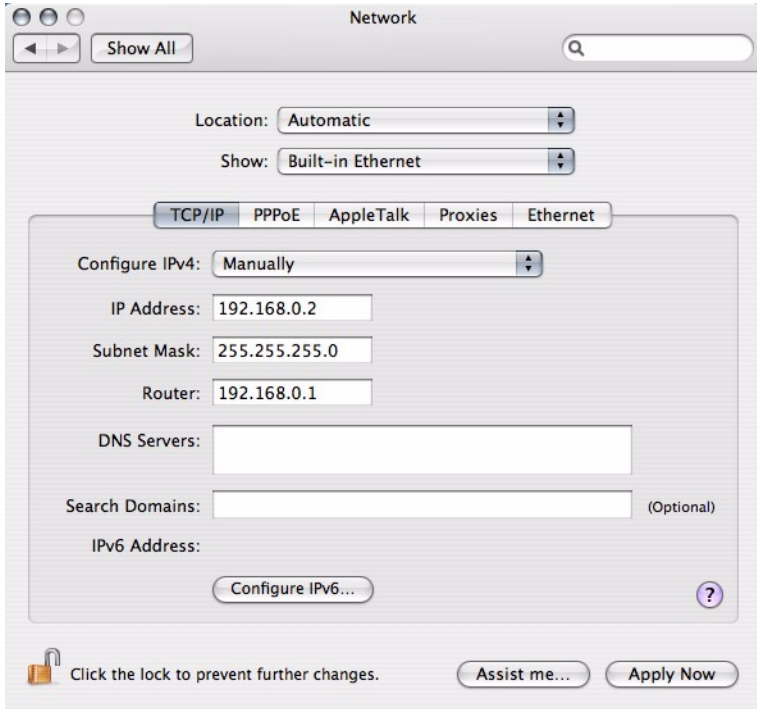 Network
Show All
Location: Automatic
Show: Built-in Ethernet
TCP/IP PPPoE AppleTalk Proxies Ethernet
Configure IPv4: Manually
IP Address: 192.168.0.2
Subnet Mask: 255.255.255.0
Router: 192.168.0.1
DNS Servers:
Search Domains: (Optional)
IPv6 Address:
Configure IPv6...
?
Click the lock to prevent further changes. Assist me... Apply Now